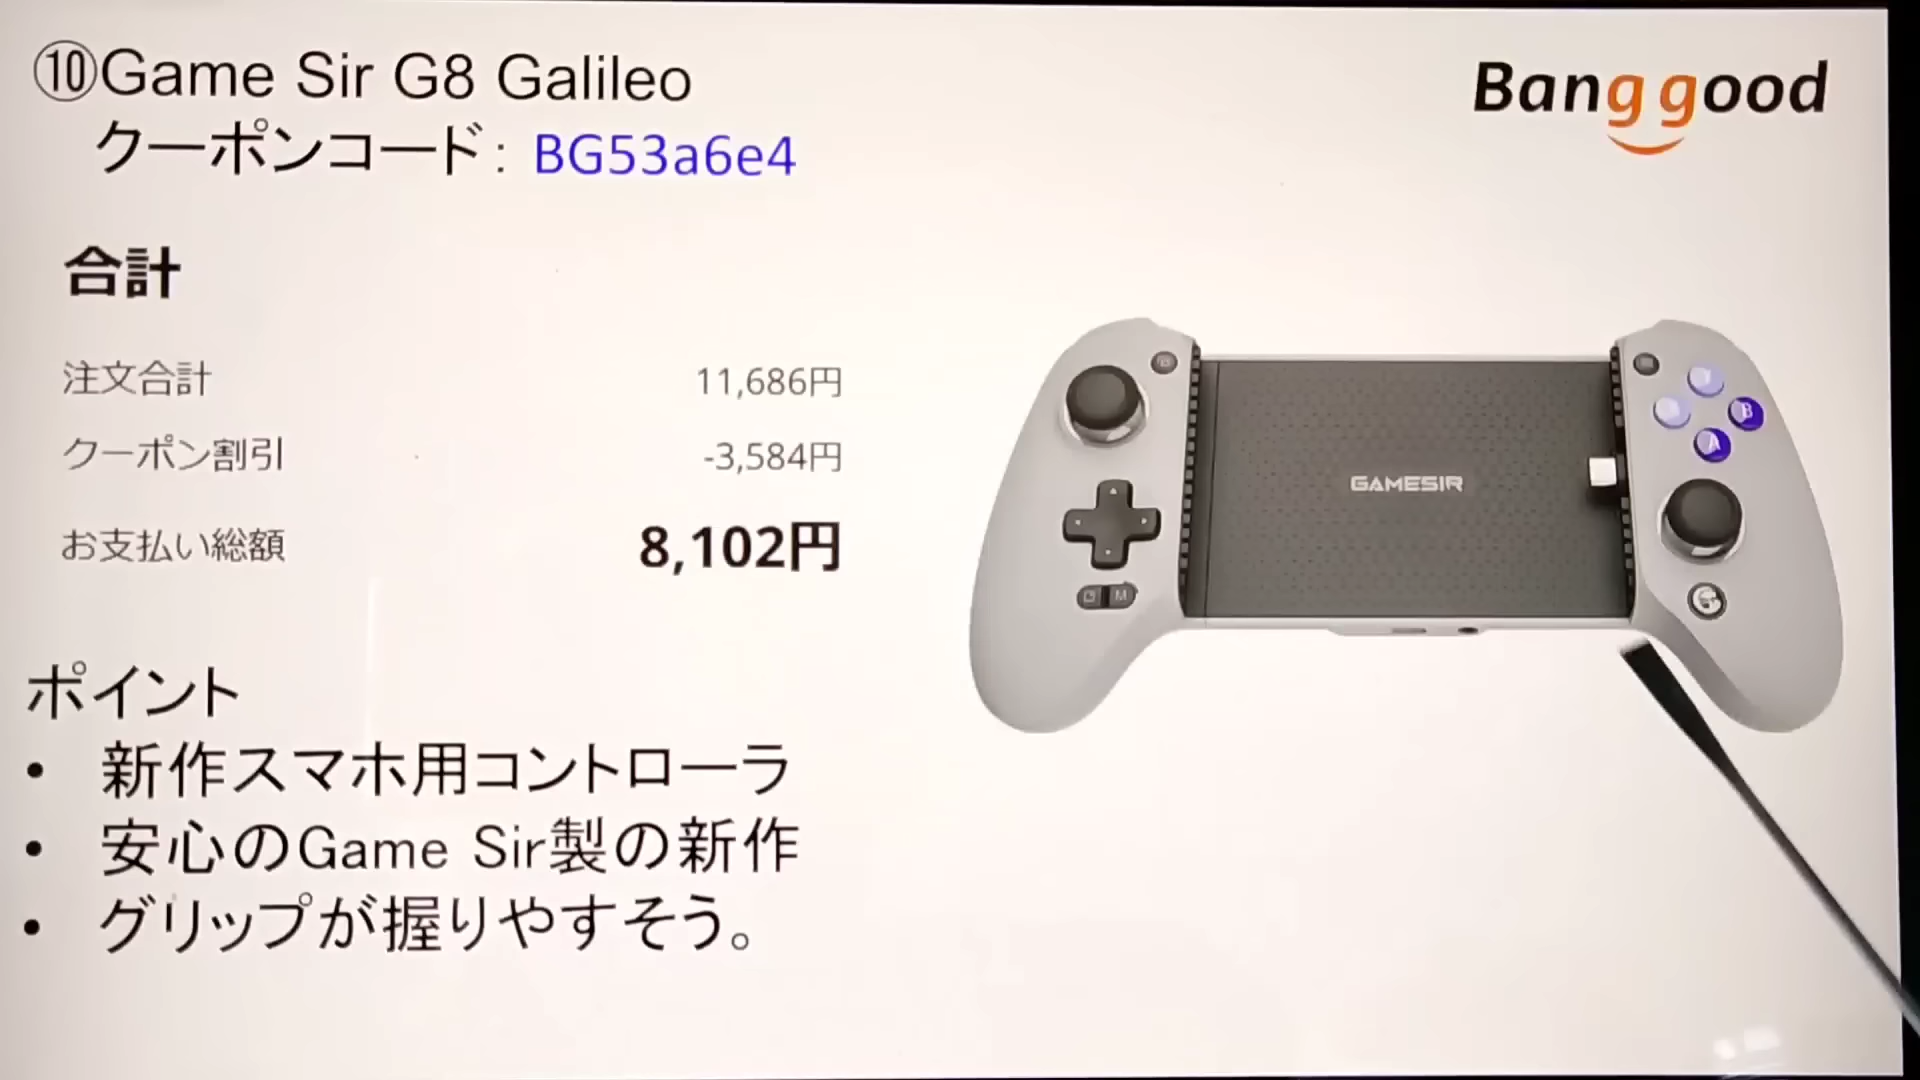 ⑩Game Sir G8 Galileo
クーポンコード: BG53a6e4
Banggood
合計
注文合計 11,686円
クーポン割引 -3,584円
お支払い総額 8,102円
ポイント
• 新作スマホ用コントローラ
• 安心のGame Sir製の新作
• グリップが握りやすそう。
GAMESIR
Y
B
A
M